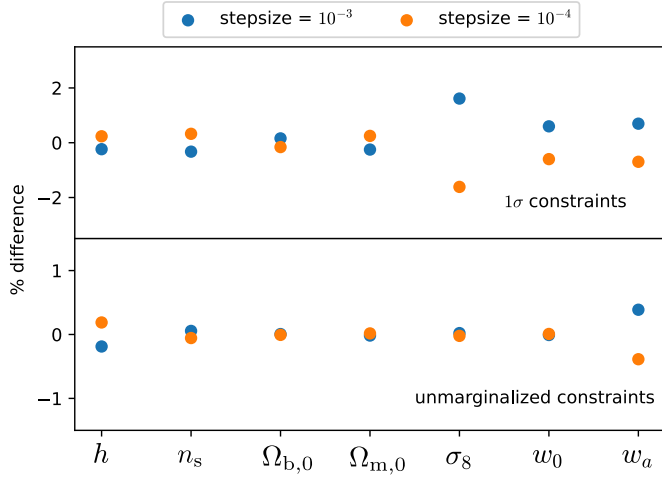 stepsize = 10⁻³ stepsize = 10⁻⁴
2
0
−2
1σ constraints
% difference
1
0
−1
unmarginalized constraints
h nₛ Ω_b,0 Ω_m,0 σ₈ w₀ wₐ